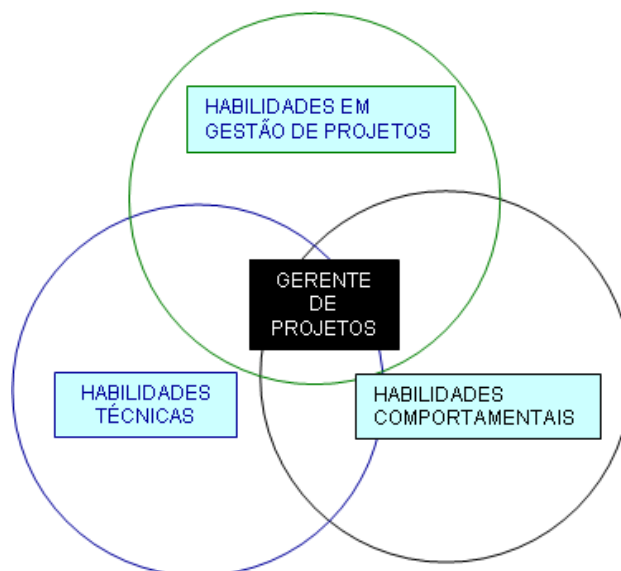 HABILIDADES EM
GESTÃO DE PROJETOS
GERENTE
DE
PROJETOS
HABILIDADES
TÉCNICAS
HABILIDADES
COMPORTAMENTAIS